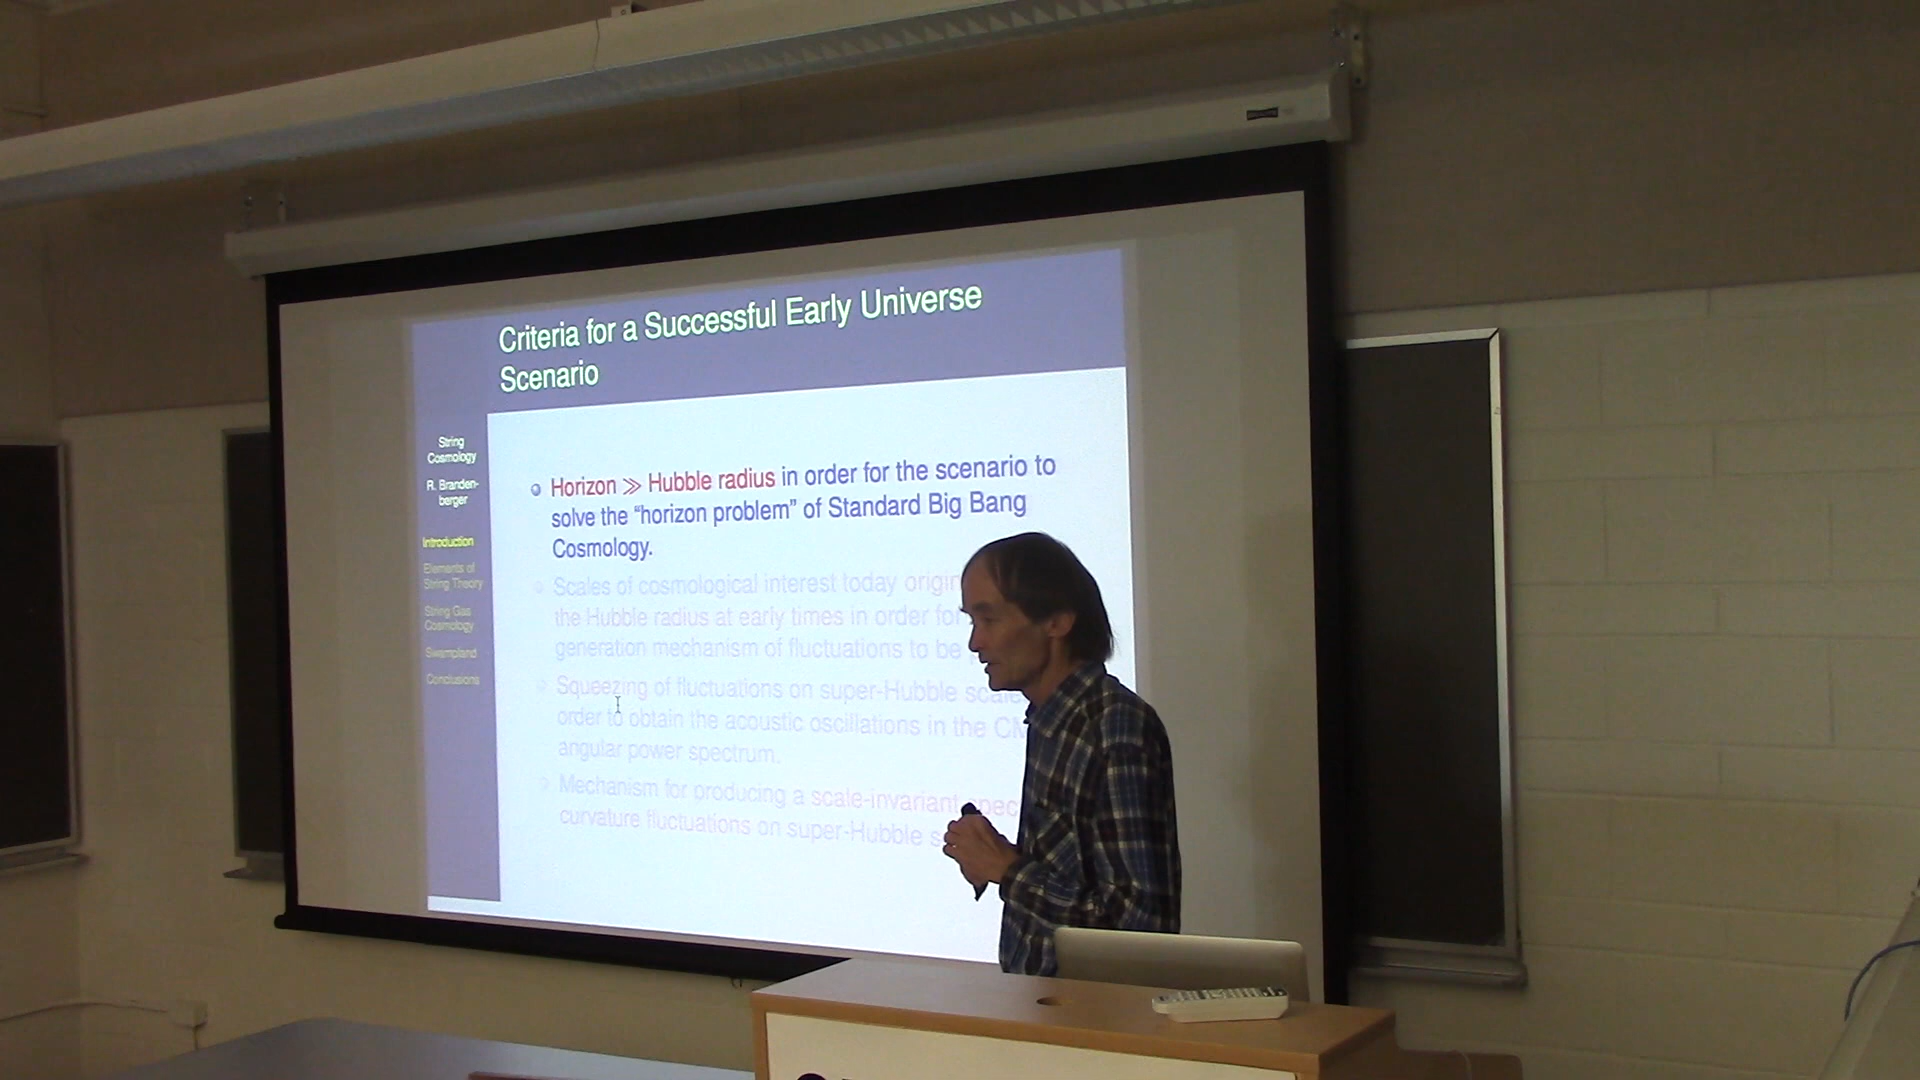 Criteria for a Successful Early Universe
Scenario
String
Cosmology
R. Branden-
berger
Introduction
Elements of
String Theory
String Gas
Cosmology
Swampland
Conclusions
Horizon ≫ Hubble radius in order for the scenario to
solve the “horizon problem” of Standard Big Bang
Cosmology.
Scales of cosmological interest today
the Hubble radius at early times in order for
generation mechanism of fluctuations to be
Squeezing of fluctuations on super-Hubble
order to obtain the acoustic oscillations in the
angular power spectrum.
Mechanism for producing a scale-invariant
curvature fluctuations on super-Hubble